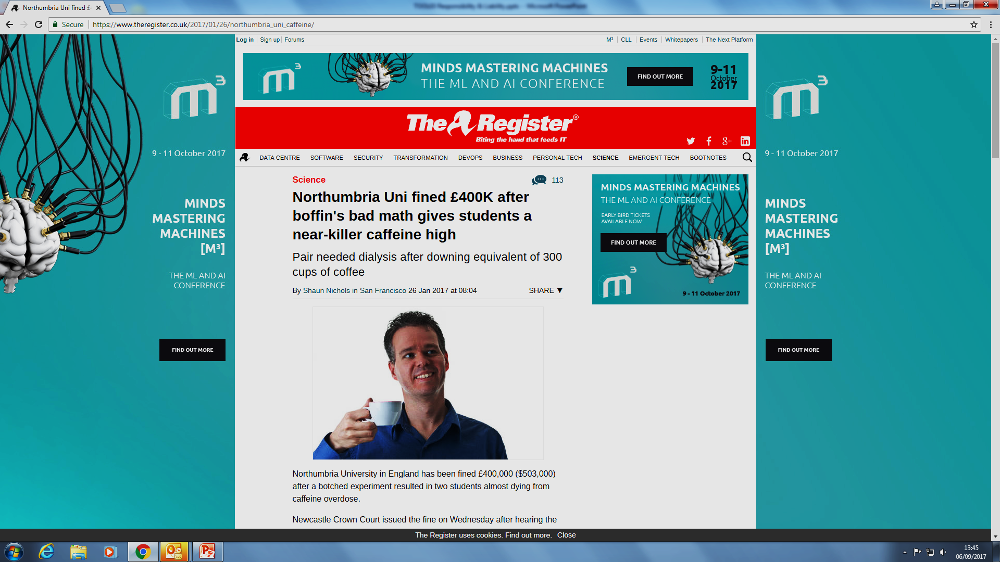 Northumbria Uni fined £
Secure
https://www.theregister.co.uk/2017/01/26/northumbria_uni_caffeine/
Log in Sign up Forums
M³ CLL Events Whitepapers The Next Platform
m3
MINDS MASTERING MACHINES
THE ML AND AI CONFERENCE
FIND OUT MORE
9-11
October
2017
The Register®
Biting the hand that feeds IT
DATA CENTRE SOFTWARE SECURITY TRANSFORMATION DEVOPS BUSINESS PERSONAL TECH SCIENCE EMERGENT TECH BOOTNOTES
Science
113
Northumbria Uni fined £400K after
boffin's bad math gives students a
near-killer caffeine high
Pair needed dialysis after downing equivalent of 300
cups of coffee
By Shaun Nichols in San Francisco 26 Jan 2017 at 08:04
SHARE ▼
Northumbria University in England has been fined £400,000 ($503,000)
after a botched experiment resulted in two students almost dying from
caffeine overdose.
Newcastle Crown Court issued the fine on Wednesday after hearing the
MINDS MASTERING MACHINES
THE ML AND AI CONFERENCE
EARLY BIRD TICKETS
AVAILABLE NOW
FIND OUT MORE
m3
9 - 11 October 2017
m3
9 - 11 October 2017
MINDS
MASTERING
MACHINES
[M³]
THE ML AND AI
CONFERENCE
FIND OUT MORE
m3
9 - 11 October 2017
MINDS
MASTERING
MACHINES
[M³]
THE ML AND AI
CONFERENCE
FIND OUT MORE
The Register uses cookies. Find out more. Close
13:45
06/09/2017